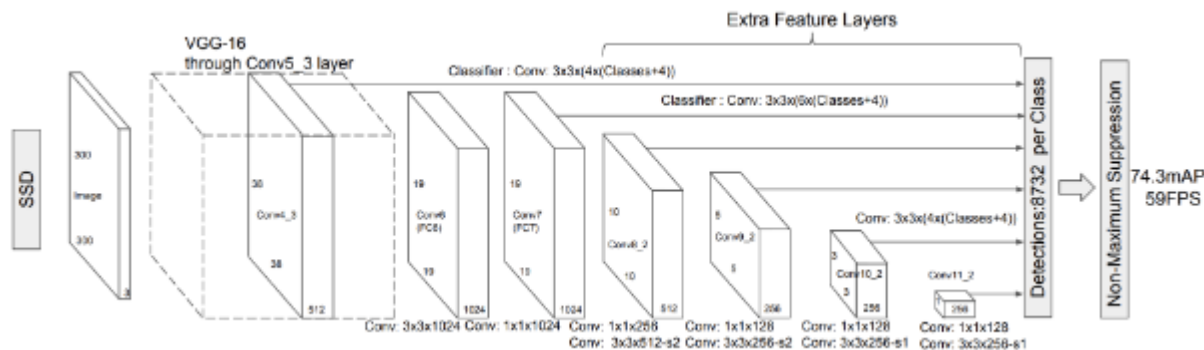 Extra Feature Layers
VGG-16
through Conv5_3 layer
Classifier : Conv: 3x3x(4x(Classes+4))
Classifier : Conv: 3x3x(6x(Classes+4))
SSD
300
Image
300
3
38
Conv4_3
38
512
19
Conv6
(FC6)
19
1024
19
Conv7
(FC7)
19
1024
10
Conv8_2
10
512
5
Conv9_2
5
256
Conv: 3x3x(4x(Classes+4))
3
Conv10_2
3
256
Conv11_2
1
256
Detections:8732 per Class
Non-Maximum Suppression
74.3mAP
59FPS
Conv: 3x3x1024
Conv: 1x1x1024
Conv: 1x1x256
Conv: 3x3x512-s2
Conv: 1x1x128
Conv: 3x3x256-s2
Conv: 1x1x128
Conv: 3x3x256-s1
Conv: 1x1x128
Conv: 3x3x256-s1